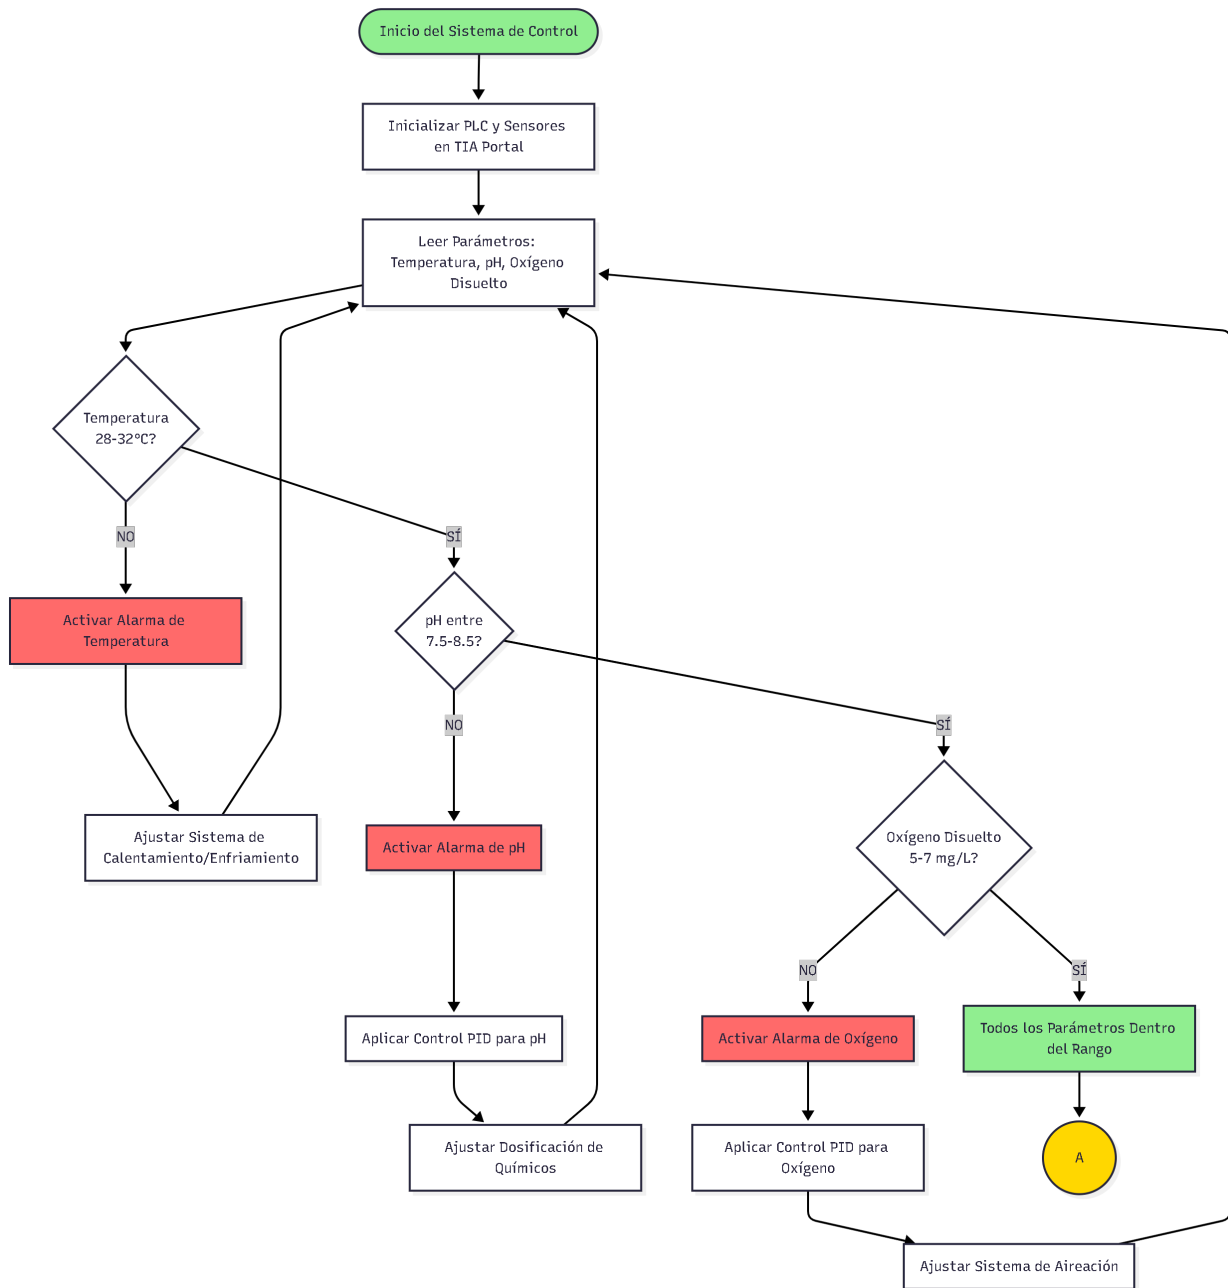 Inicio del Sistema de Control
Inicializar PLC y Sensores
en TIA Portal
Leer Parámetros:
Temperatura, pH, Oxígeno
Disuelto
Temperatura
28-32°C?
NO
SÍ
Activar Alarma de
Temperatura
pH entre
7.5-8.5?
NO
SÍ
Ajustar Sistema de
Calentamiento/Enfriamiento
Activar Alarma de pH
Oxígeno Disuelto
5-7 mg/L?
NO
SÍ
Aplicar Control PID para pH
Activar Alarma de Oxígeno
Todos los Parámetros Dentro
del Rango
Ajustar Dosificación de
Químicos
Aplicar Control PID para
Oxígeno
A
Ajustar Sistema de Aireación